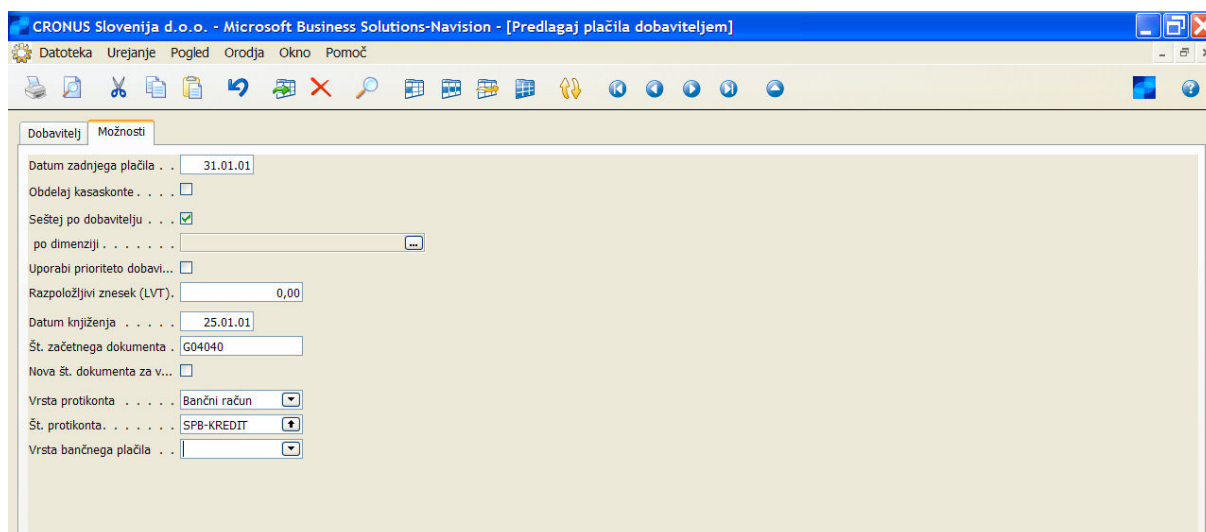 CRONUS Slovenija d.o.o. - Microsoft Business Solutions-Navision - [Predlagaj plačila dobaviteljem]
Datoteka Urejanje Pogled Orodja Okno Pomoč
Dobavitelj Možnosti
Datum zadnjega plačila . . 31.01.01
Obdelaj kasaskonte . . . .
Seštej po dobavitelju . . .
po dimenziji . . . . . . . ...
Uporabi prioriteto dobavi...
Razpoložljivi znesek (LVT). 0,00
Datum knjiženja . . . . . 25.01.01
Št. začetnega dokumenta . G04040
Nova št. dokumenta za v...
Vrsta protikonta . . . . . Bančni račun
Št. protikonta. . . . . . . SPB-KREDIT
Vrsta bančnega plačila . .